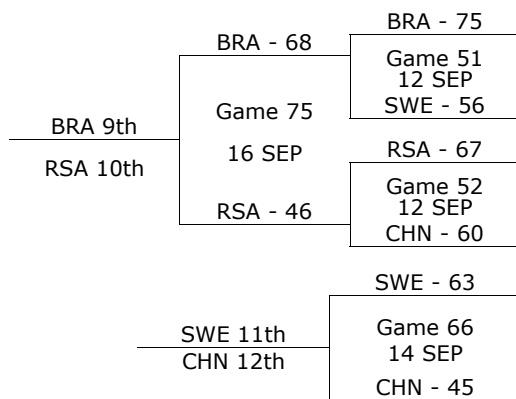 BRA - 75
BRA - 68
Game 51
12 SEP
SWE - 56
Game 75
16 SEP
BRA 9th
RSA 10th
RSA - 67
Game 52
12 SEP
RSA - 46
CHN - 60
SWE - 63
SWE 11th
CHN 12th
Game 66
14 SEP
CHN - 45